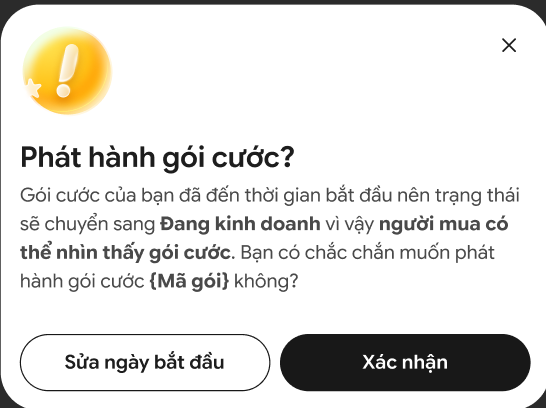 Phát hành gói cước?
Gói cước của bạn đã đến thời gian bắt đầu nên trạng thái
sẽ chuyển sang Đang kinh doanh vì vậy người mua có
thể nhìn thấy gói cước. Bạn có chắc chắn muốn phát
hành gói cước {Mã gói} không?
Sửa ngày bắt đầu
Xác nhận